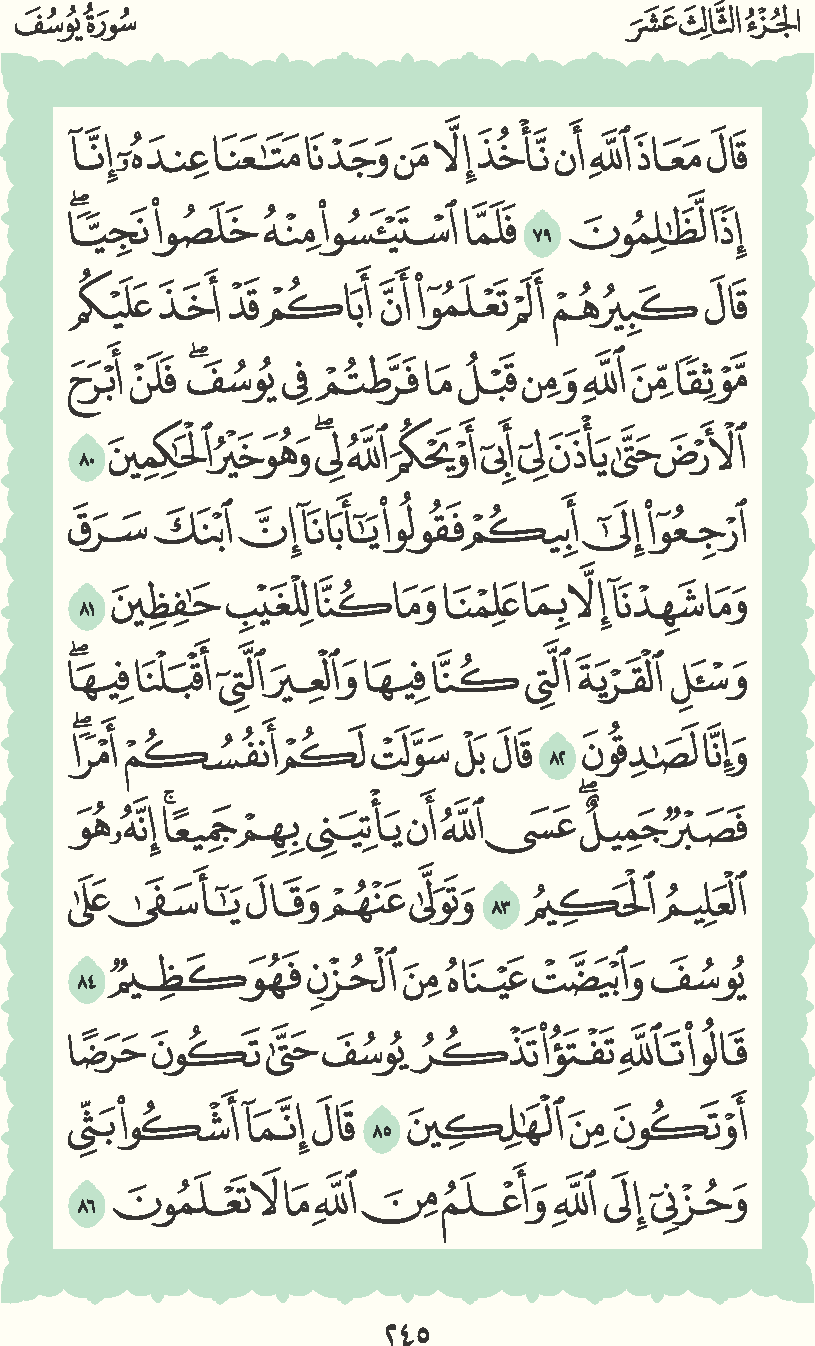 الجُزْءُ الثَّالِثَ عَشَرَ
سُورَةُ يُوسُفَ
قَالَ مَعَاذَ ٱللَّهِ أَن نَّأۡخُذَ إِلَّا مَن وَجَدۡنَا مَتَٰعَنَا عِندَهُۥٓ إِنَّآ
إِذٗا لَّظَٰلِمُونَ ٧٩ فَلَمَّا ٱسۡتَيۡـَٔسُواْ مِنۡهُ خَلَصُواْ نَجِيّٗاۖ
قَالَ كَبِيرُهُمۡ أَلَمۡ تَعۡلَمُوٓاْ أَنَّ أَبَاكُمۡ قَدۡ أَخَذَ عَلَيۡكُم
مَّوۡثِقٗا مِّنَ ٱللَّهِ وَمِن قَبۡلُ مَا فَرَّطتُمۡ فِي يُوسُفَۖ فَلَنۡ أَبۡرَحَ
ٱلۡأَرۡضَ حَتَّىٰ يَأۡذَنَ لِيٓ أَبِيٓ أَوۡ يَحۡكُمَ ٱللَّهُ لِيۖ وَهُوَ خَيۡرُ ٱلۡحَٰكِمِينَ ٨٠
ٱرۡجِعُوٓاْ إِلَىٰٓ أَبِيكُمۡ فَقُولُواْ يَٰٓأَبَانَآ إِنَّ ٱبۡنَكَ سَرَقَ
وَمَا شَهِدۡنَآ إِلَّا بِمَا عَلِمۡنَا وَمَا كُنَّا لِلۡغَيۡبِ حَٰفِظِينَ ٨١
وَسۡـَٔلِ ٱلۡقَرۡيَةَ ٱلَّتِي كُنَّا فِيهَا وَٱلۡعِيرَ ٱلَّتِيٓ أَقۡبَلۡنَا فِيهَاۖ
وَإِنَّا لَصَٰدِقُونَ ٨٢ قَالَ بَلۡ سَوَّلَتۡ لَكُمۡ أَنفُسُكُمۡ أَمۡرٗاۖ
فَصَبۡرٞ جَمِيلٌۖ عَسَى ٱللَّهُ أَن يَأۡتِيَنِي بِهِمۡ جَمِيعًاۚ إِنَّهُۥ هُوَ
ٱلۡعَلِيمُ ٱلۡحَكِيمُ ٨٣ وَتَوَلَّىٰ عَنۡهُمۡ وَقَالَ يَٰٓأَسَفَىٰ عَلَىٰ
يُوسُفَ وَٱبۡيَضَّتۡ عَيۡنَاهُ مِنَ ٱلۡحُزۡنِ فَهُوَ كَظِيمٞ ٨٤
قَالُواْ تَٱللَّهِ تَفۡتَؤُاْ تَذۡكُرُ يُوسُفَ حَتَّىٰ تَكُونَ حَرَضًا
أَوۡ تَكُونَ مِنَ ٱلۡهَٰلِكِينَ ٨٥ قَالَ إِنَّمَآ أَشۡكُواْ بَثِّي
وَحُزۡنِيٓ إِلَى ٱللَّهِ وَأَعۡلَمُ مِنَ ٱللَّهِ مَا لَا تَعۡلَمُونَ ٨٦
٢٤٥